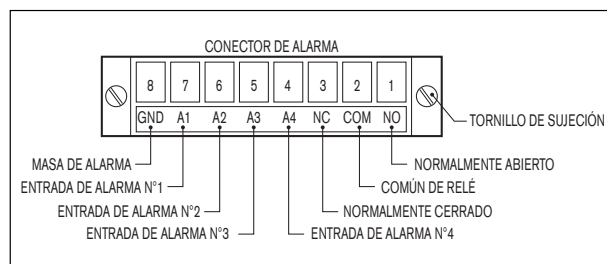 CONECTOR DE ALARMA
8 7 6 5 4 3 2 1
GND A1 A2 A3 A4 NC COM NO
TORNILLO DE SUJECIÓN
MASA DE ALARMA
NORMALMENTE ABIERTO
ENTRADA DE ALARMA N°1
COMÚN DE RELÉ
ENTRADA DE ALARMA N°2
NORMALMENTE CERRADO
ENTRADA DE ALARMA N°3
ENTRADA DE ALARMA N°4